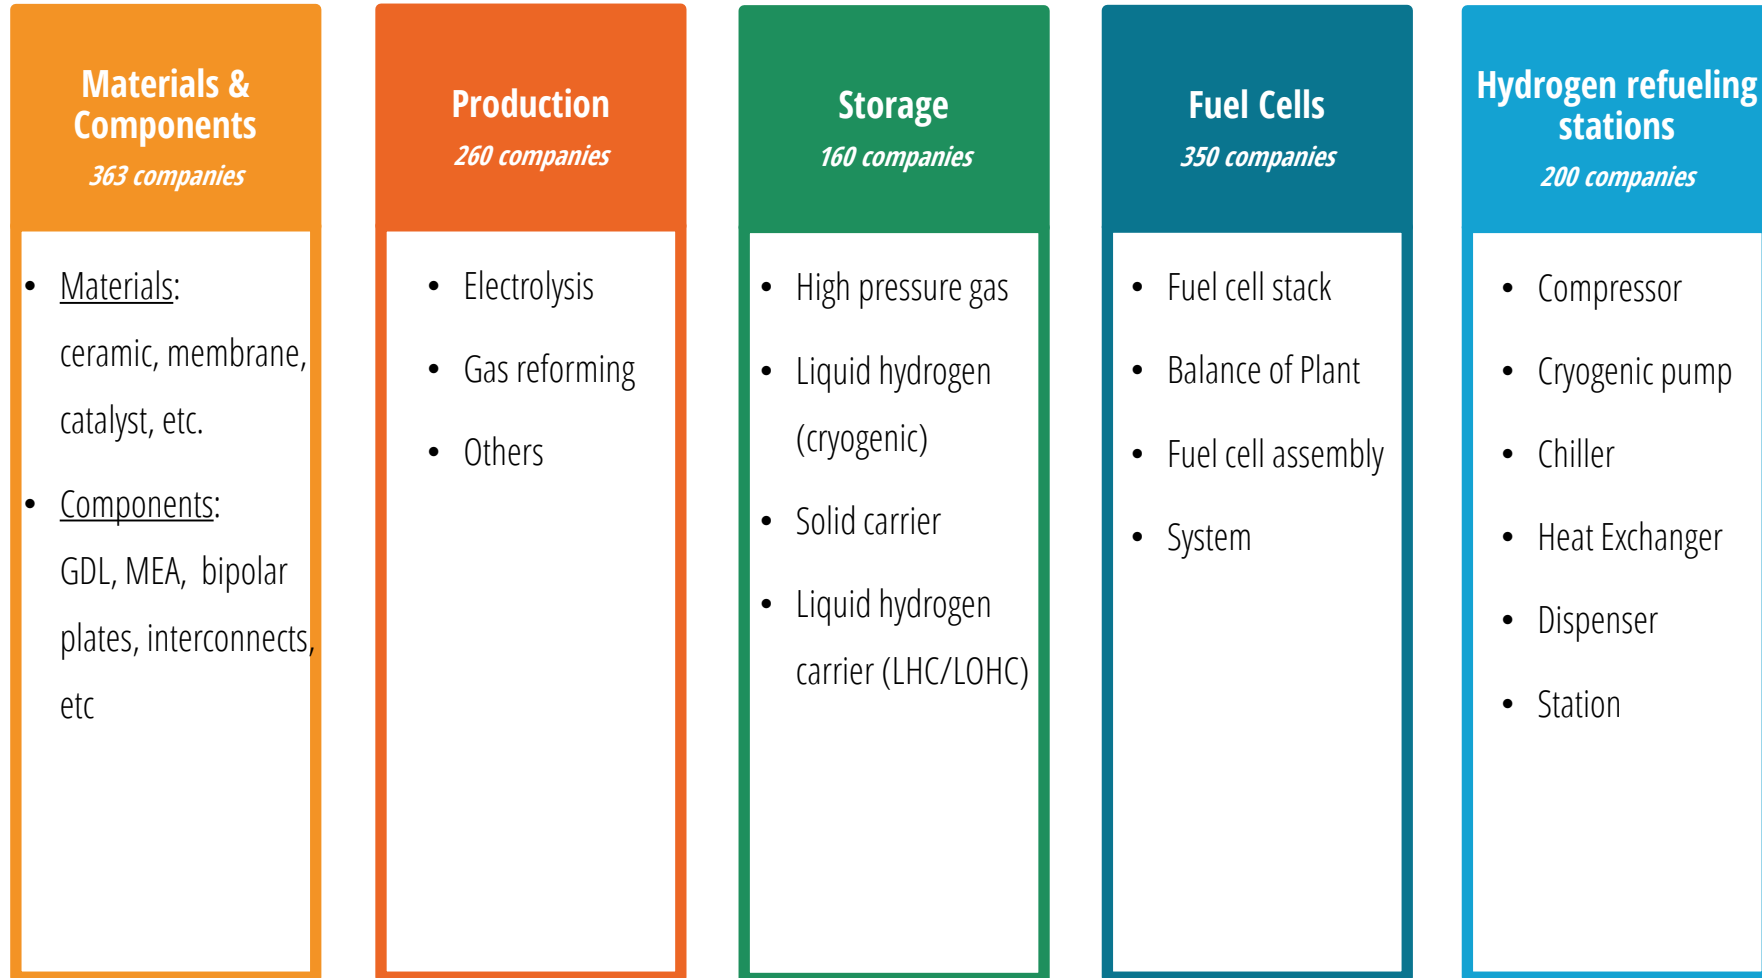 Materials &
Components
363 companies
• Materials:
ceramic, membrane,
catalyst, etc.
• Components:
GDL, MEA, bipolar
plates, interconnects,
etc
Production
260 companies
• Electrolysis
• Gas reforming
• Others
Storage
160 companies
• High pressure gas
• Liquid hydrogen
(cryogenic)
• Solid carrier
• Liquid hydrogen
carrier (LHC/LOHC)
Fuel Cells
350 companies
• Fuel cell stack
• Balance of Plant
• Fuel cell assembly
• System
Hydrogen refueling
stations
200 companies
• Compressor
• Cryogenic pump
• Chiller
• Heat Exchanger
• Dispenser
• Station